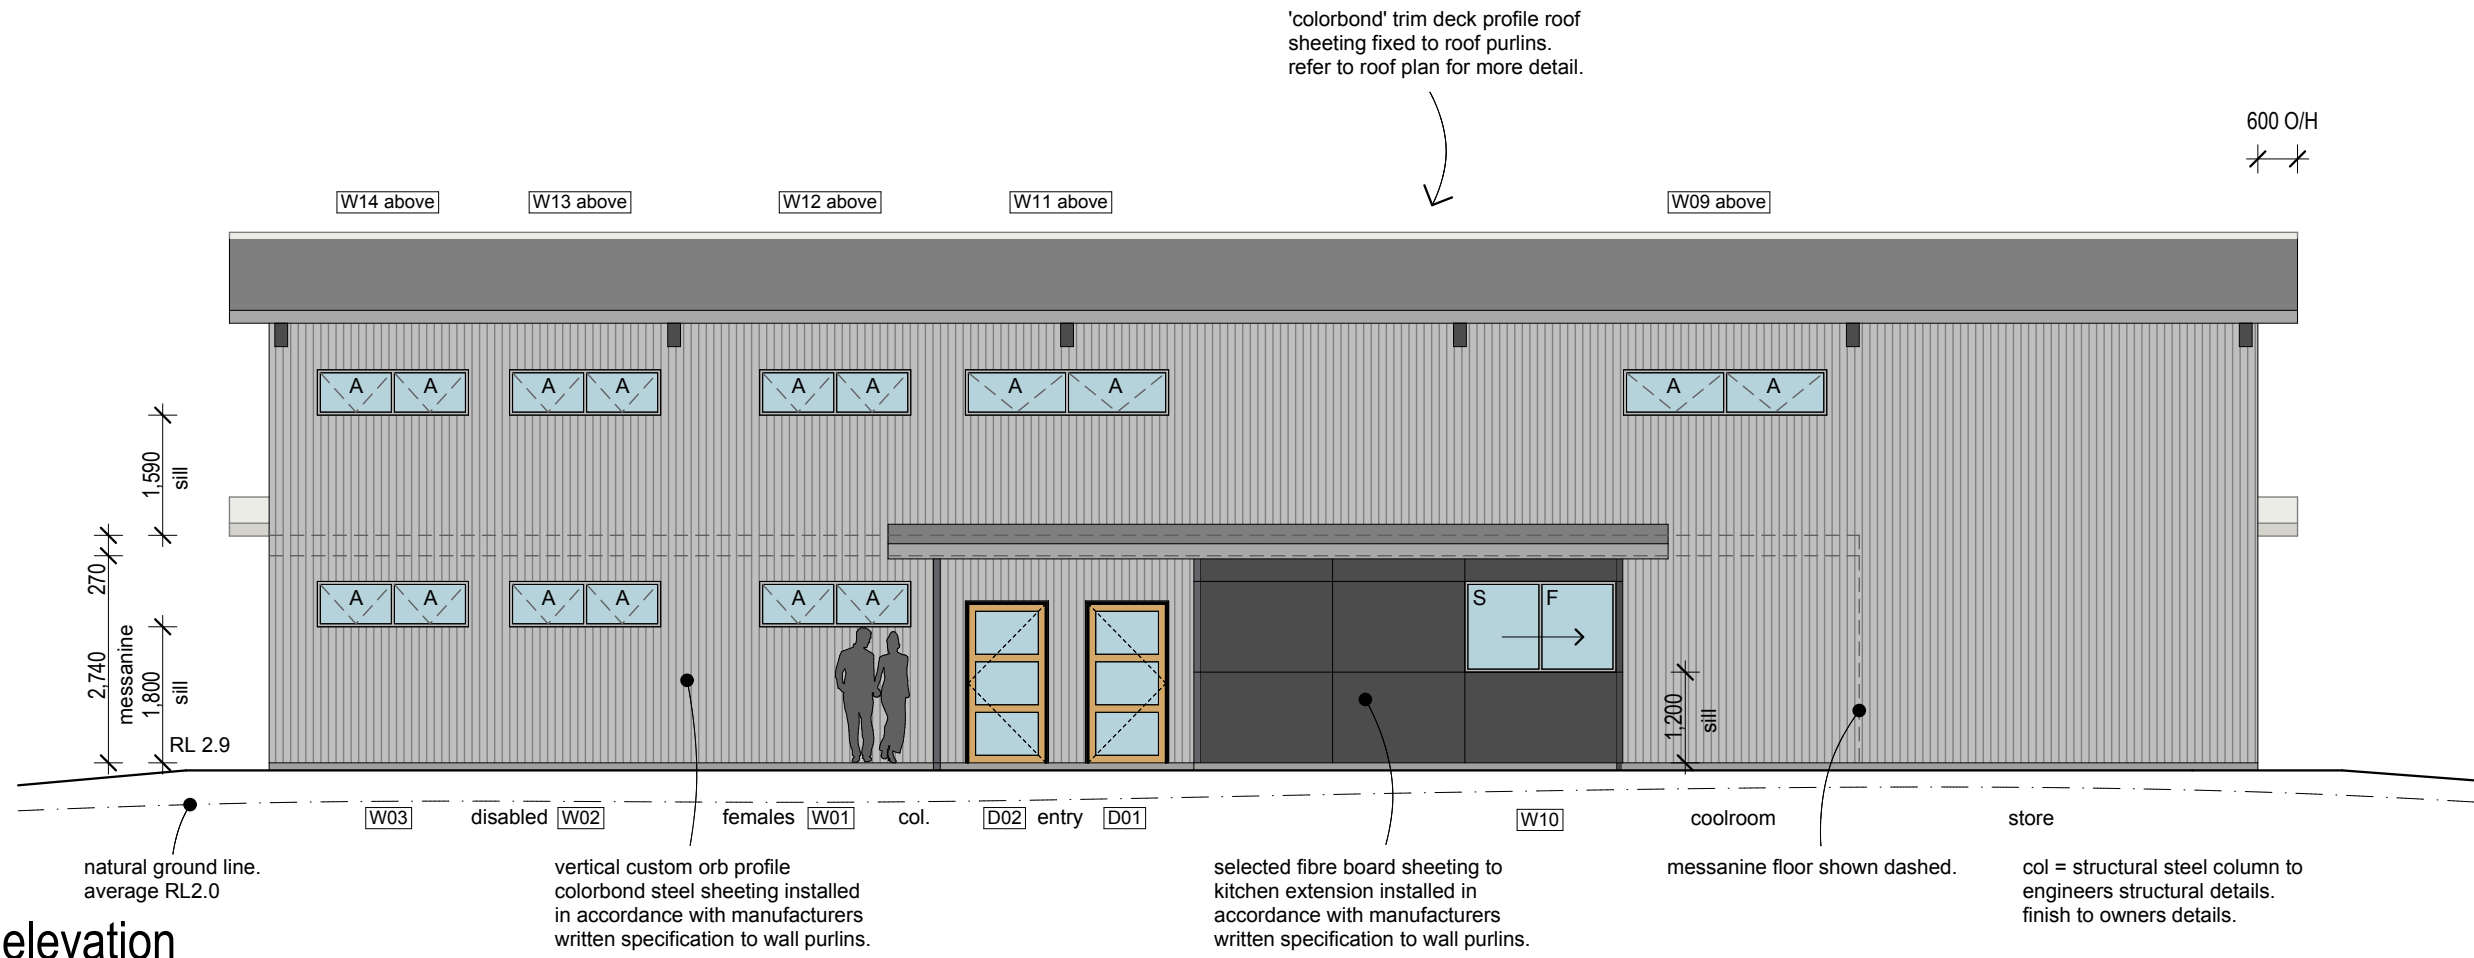 'colorbond' trim deck profile roof
sheeting fixed to roof purlins.
refer to roof plan for more detail.
600 O/H
W14 above
W13 above
W12 above
W11 above
W09 above
A A
A A
A A
A A
A A
1,590
sill
270
2,740
messanine
1,800
sill
A A
A A
A A
S F
1,200
sill
RL 2.9
W03
disabled W02
females W01
col.
D02 entry D01
W10
coolroom
store
natural ground line.
average RL2.0
vertical custom orb profile
colorbond steel sheeting installed
in accordance with manufacturers
written specification to wall purlins.
selected fibre board sheeting to
kitchen extension installed in
accordance with manufacturers
written specification to wall purlins.
messanine floor shown dashed.
col = structural steel column to
engineers structural details.
finish to owners details.
elevation